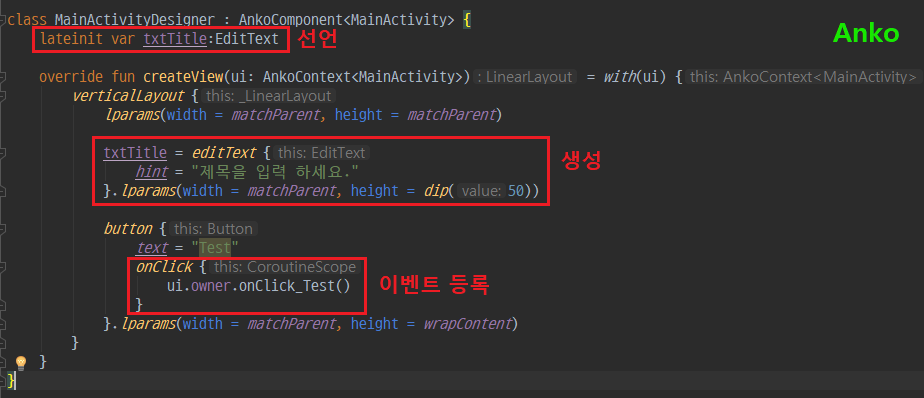 class MainActivityDesigner : AnkoComponent<MainActivity> {
Anko
lateinit var txtTitle:EditText 선언
override fun createView(ui: AnkoContext<MainActivity>) : LinearLayout = with(ui) { this: AnkoContext<MainActivity>
verticalLayout { this: _LinearLayout
lparams(width = matchParent, height = matchParent)
txtTitle = editText { this: EditText
생성
hint = "제목을 입력 하세요."
}.lparams(width = matchParent, height = dip( value: 50))
button { this: Button
text = "Test"
onClick { this: CoroutineScope
ui.owner.onClick_Test() 이벤트 등록
}
}.lparams(width = matchParent, height = wrapContent)
}
}
}